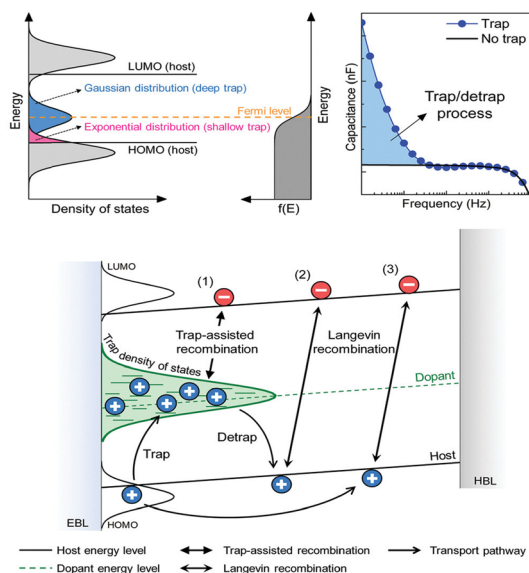 Energy
LUMO (host)
Gaussian distribution (deep trap)
Fermi level
Exponential distribution (shallow trap)
HOMO (host)
Density of states
Energy
f(E)
Capacitance (nF)
Trap
No trap
Trap/detrap
process
Frequency (Hz)
LUMO
(1)
(2)
(3)
Trap density of states
Trap-assisted
recombination
Langevin
recombination
Dopant
Trap
Detrap
Host
EBL
HOMO
HBL
Host energy level
Trap-assisted recombination
Transport pathway
Dopant energy level
Langevin recombination